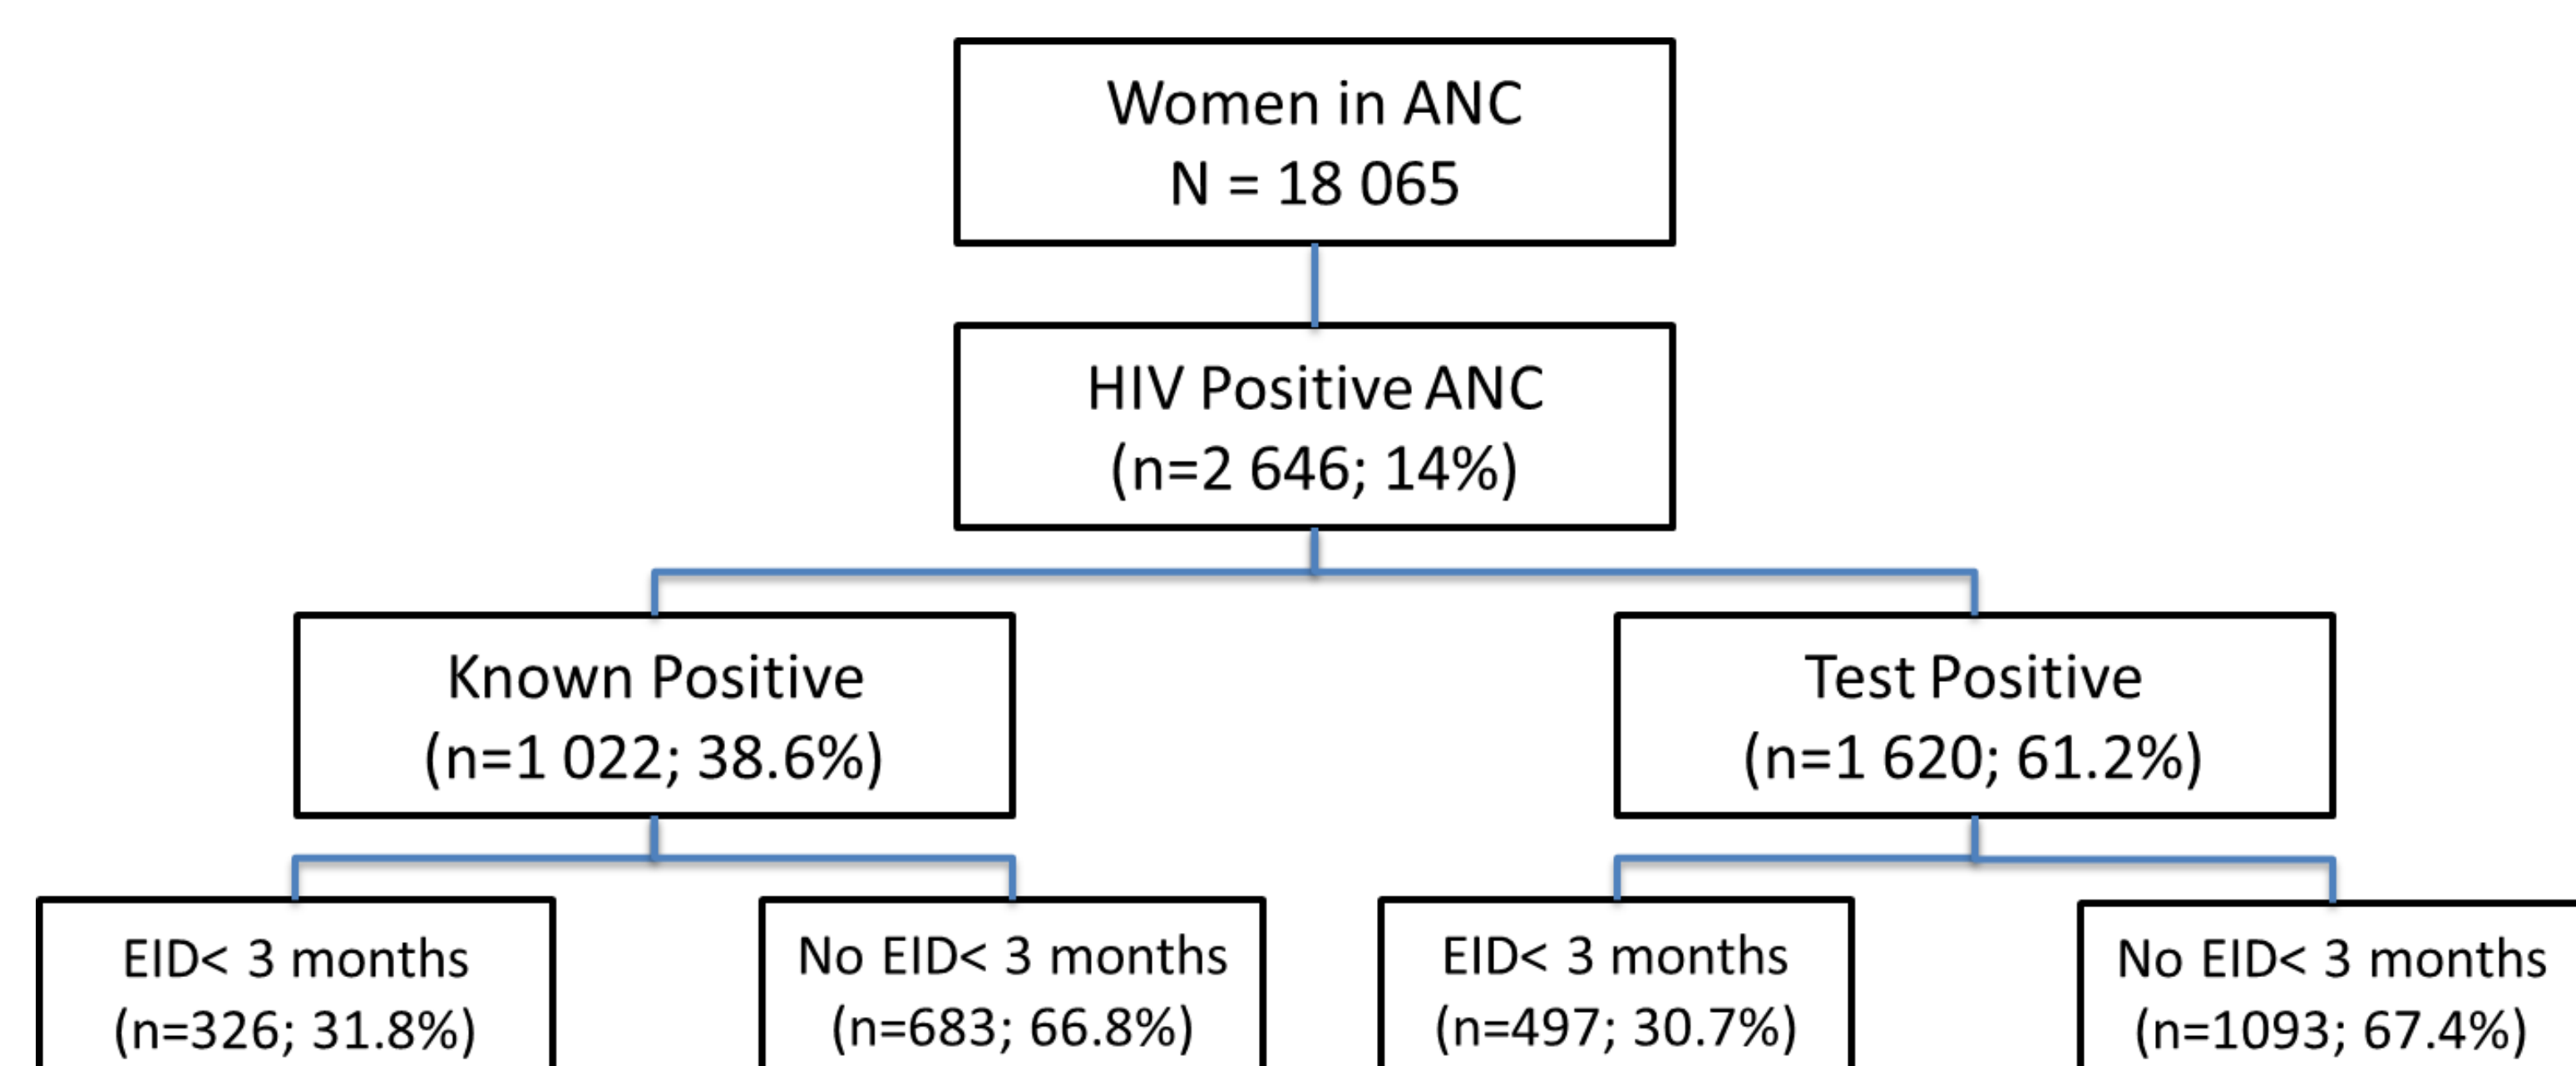 Women in ANC
N = 18 065
HIV Positive ANC
(n=2 646; 14%)
Known Positive
(n=1 022; 38.6%)
Test Positive
(n=1 620; 61.2%)
EID< 3 months
(n=326; 31.8%)
No EID< 3 months
(n=683; 66.8%)
EID< 3 months
(n=497; 30.7%)
No EID< 3 months
(n=1093; 67.4%)